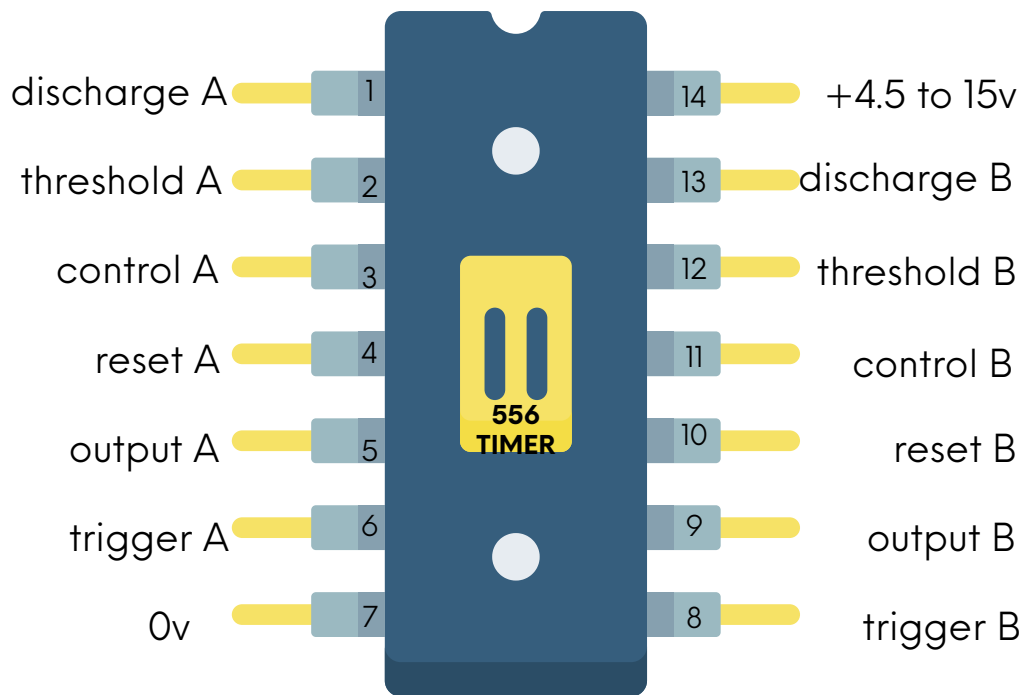 discharge A 1 14 +4.5 to 15v
threshold A 2 13 discharge B
control A 3 12 threshold B
reset A 4 11 control B
556
TIMER
output A 5 10 reset B
trigger A 6 9 output B
0v 7 8 trigger B